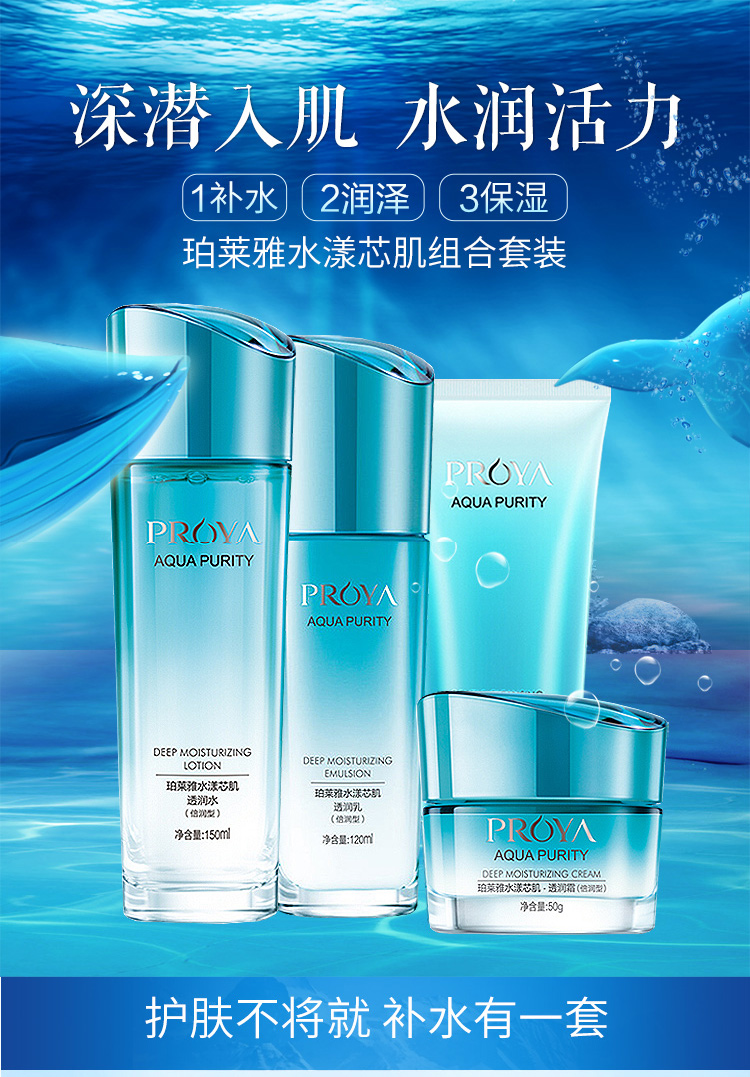 深潜入肌 水润活力
1补水 2润泽 3保湿
珀莱雅水漾芯肌组合套装
PROYA
AQUA PURITY
DEEP MOISTURIZING
LOTION
珀莱雅水漾芯肌
透润水
(倍润型)
净含量:150ml
PROYA
AQUA PURITY
DEEP MOISTURIZING
EMULSION
珀莱雅水漾芯肌
透润乳
(倍润型)
净含量:120ml
PROYA
AQUA PURITY
PROYA
AQUA PURITY
DEEP MOISTURIZING CREAM
珀莱雅水漾芯肌·透润霜(倍润型)
净含量:50g
护肤不将就 补水有一套